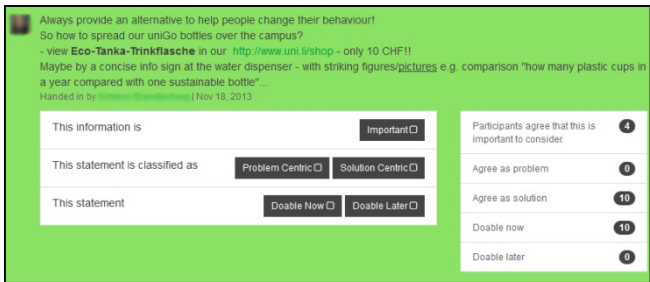 Always provide an alternative to help people change their behaviour!
So how to spread our uniGo bottles over the campus?
- view Eco-Tanka-Trinkflasche in our http://www.uni.li/shop - only 10 CHF!!
Maybe by a concise info sign at the water dispenser - with striking figures/pictures e.g. comparison "how many plastic cups in
a year compared with one sustainable bottle"...
Handed in by | Nov 18, 2013
This information is Important
This statement is classified as Problem Centric Solution Centric
This statement Doable Now Doable Later
Participants agree that this is
important to consider. 4
Agree as problem 0
Agree as solution 10
Doable now 10
Doable later 0